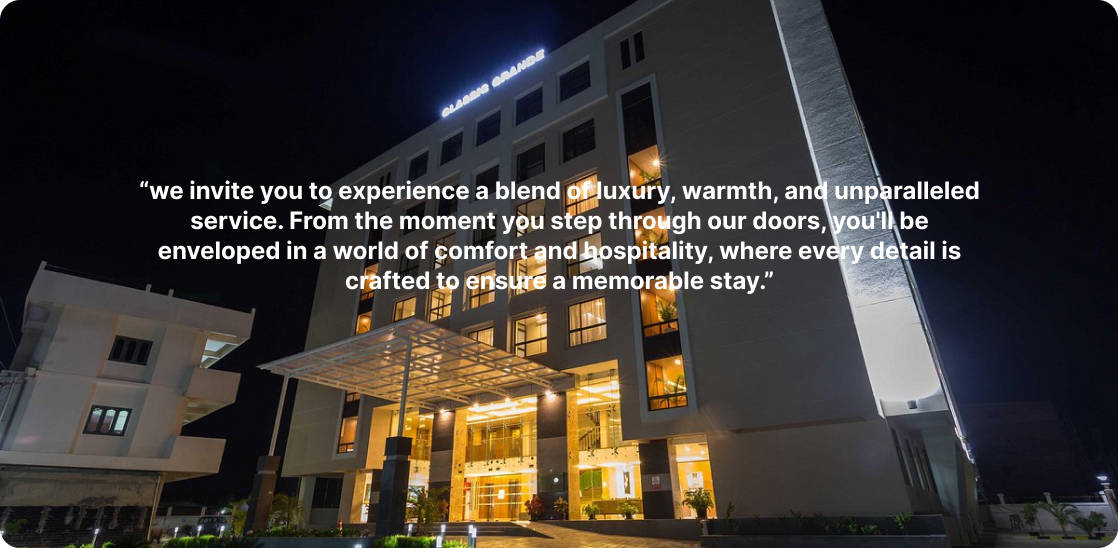 CLASSIC GRANDE
“we invite you to experience a blend of luxury, warmth, and unparalleled
service. From the moment you step through our doors, you'll be
enveloped in a world of comfort and hospitality, where every detail is
crafted to ensure a memorable stay.”